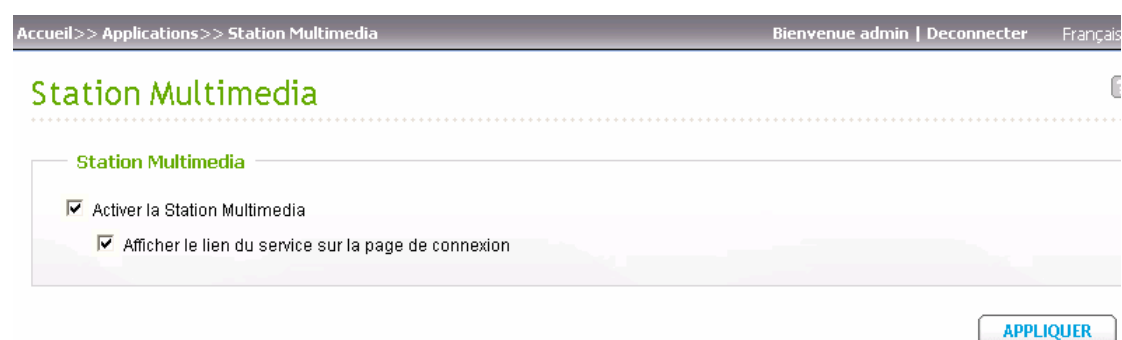 Accueil>> Applications>> Station Multimedia Bienvenue admin | Deconnecter Français
Station Multimedia
Station Multimedia
Activer la Station Multimedia
Afficher le lien du service sur la page de connexion
APPLIQUER